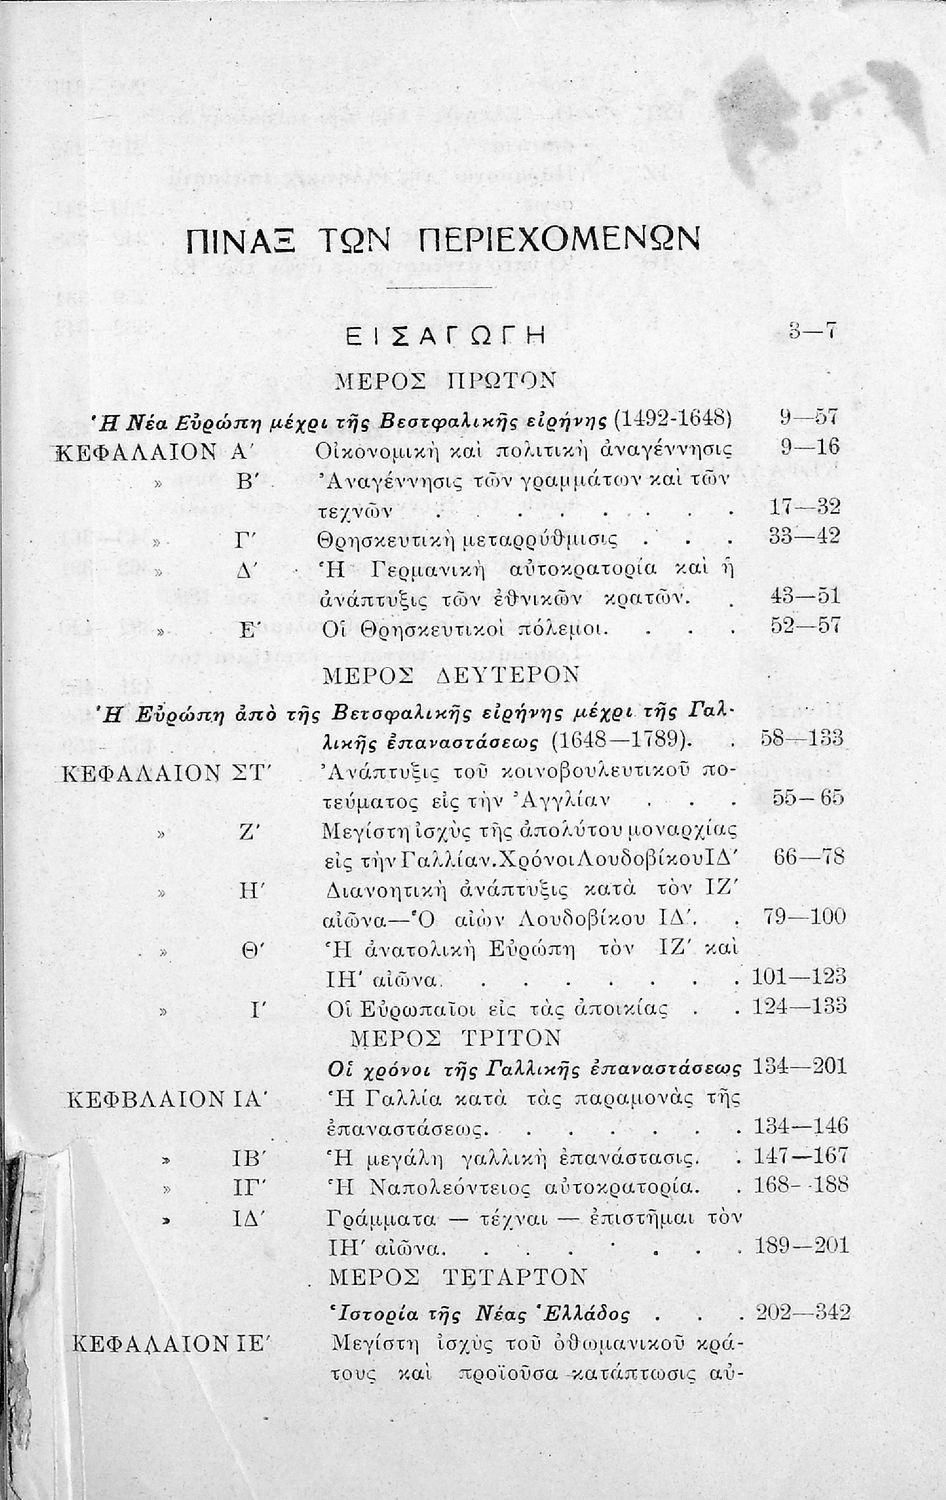 ΠΙΝΑΞ ΤΩΝ ΠΕΡΙΕΧΟΜΕΝΩΝ
ΕΙΣΑΓΩΓΗ 3—7
ΜΕΡΟΣ ΠΡΩΤΟΝ
Ἡ Νέα Εὐρώπη μέχρι τῆς Βεστφαλικῆς εἰρήνης (1492-1648) 9—57
ΚΕΦΑΛΑΙΟΝ Α΄ Οἰκονομικὴ καὶ πολιτικὴ ἀναγέννησις 9—16
» Β΄ Ἀναγέννησις τῶν γραμμάτων καὶ τῶν
τεχνῶν . . . . . . . . 17—32
» Γ΄ Θρησκευτικὴ μεταρρύθμισις . . . 33—42
» Δ΄ Ἡ Γερμανικὴ αὐτοκρατορία καὶ ἡ
ἀνάπτυξις τῶν ἐθνικῶν κρατῶν. . 43—51
» Ε΄ Οἱ Θρησκευτικοὶ πόλεμοι. . . . 52—57
ΜΕΡΟΣ ΔΕΥΤΕΡΟΝ
Ἡ Εὐρώπη ἀπὸ τῆς Βετσφαλικῆς εἰρήνης μέχρι τῆς Γαλ-
λικῆς ἐπαναστάσεως (1648—1789). . 58—133
ΚΕΦΑΛΑΙΟΝ ΣΤ΄ Ἀνάπτυξις τοῦ κοινοβουλευτικοῦ πο-
τεύματος εἰς τὴν Ἀγγλίαν . . . 55—65
» Ζ΄ Μεγίστη ἰσχὺς τῆς ἀπολύτου μοναρχίας
εἰς τὴν Γαλλίαν. Χρόνοι Λουδοβίκου ΙΔ΄ 66—78
» Η΄ Διανοητικὴ ἀνάπτυξις κατὰ τὸν ΙΖ΄
αἰῶνα—Ὁ αἰὼν Λουδοβίκου ΙΔ΄. . 79—100
» Θ΄ Ἡ ἀνατολικὴ Εὐρώπη τὸν ΙΖ΄ καὶ
ΙΗ΄ αἰῶνα. . . . . . . . 101—123
» Ι΄ Οἱ Εὐρωπαῖοι εἰς τὰς ἀποικίας . . 124—133
ΜΕΡΟΣ ΤΡΙΤΟΝ
Οἱ χρόνοι τῆς Γαλλικῆς ἐπαναστάσεως 134—201
ΚΕΦΒΛΑΙΟΝ ΙΑ΄ Ἡ Γαλλία κατὰ τὰς παραμονὰς τῆς
ἐπαναστάσεως. . . . . . . 134—146
» ΙΒ΄ Ἡ μεγάλη γαλλικὴ ἐπανάστασις. . 147—167
» ΙΓ΄ Ἡ Ναπολεόντειος αὐτοκρατορία. . 168—188
» ΙΔ΄ Γράμματα — τέχναι — ἐπιστῆμαι τὸν
ΙΗ΄ αἰῶνα. . . . . . . . 189—201
ΜΕΡΟΣ ΤΕΤΑΡΤΟΝ
Ἱστορία τῆς Νέας Ἑλλάδος . . . 202—342
ΚΕΦΑΛΑΙΟΝ ΙΕ΄ Μεγίστη ἰσχὺς τοῦ ὀθωμανικοῦ κρά-
τους καὶ προϊοῦσα κατάπτωσις αὐ-